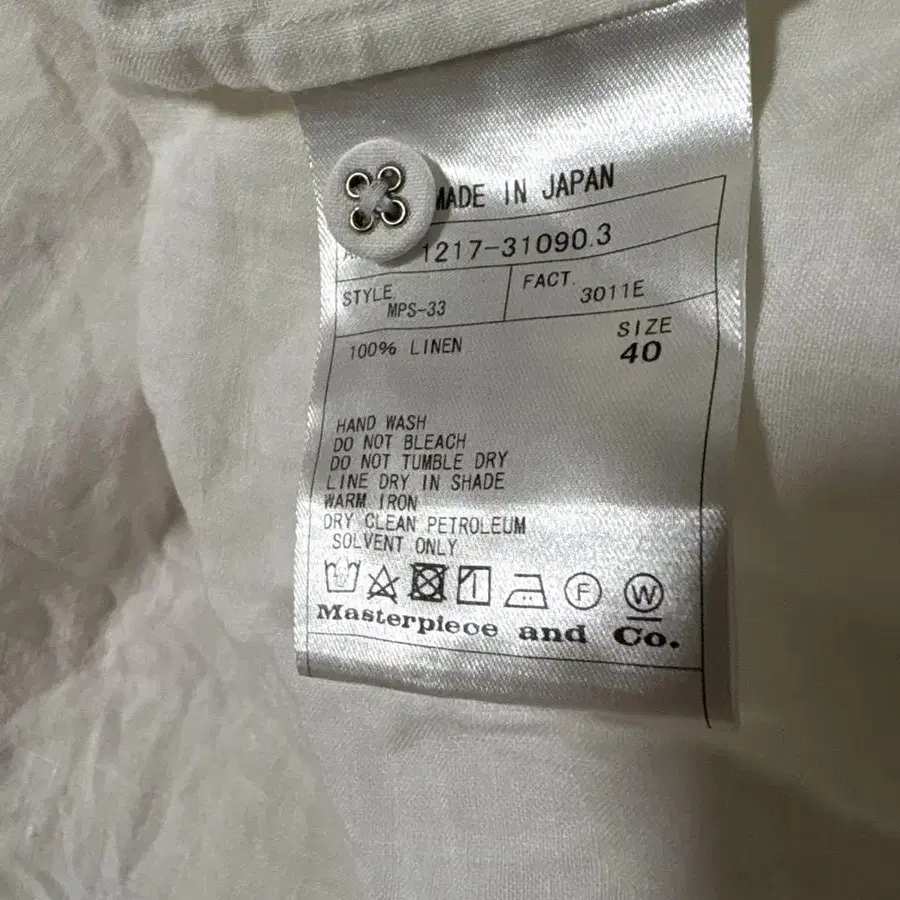 MADE IN JAPAN
1217-31090.3
STYLE
MPS-33
FACT.
3011E
100% LINEN
SIZE
40
HAND WASH
DO NOT BLEACH
DO NOT TUMBLE DRY
LINE DRY IN SHADE
WARM IRON
DRY CLEAN PETROLEUM
SOLVENT ONLY
F
W
Masterpiece and Co.